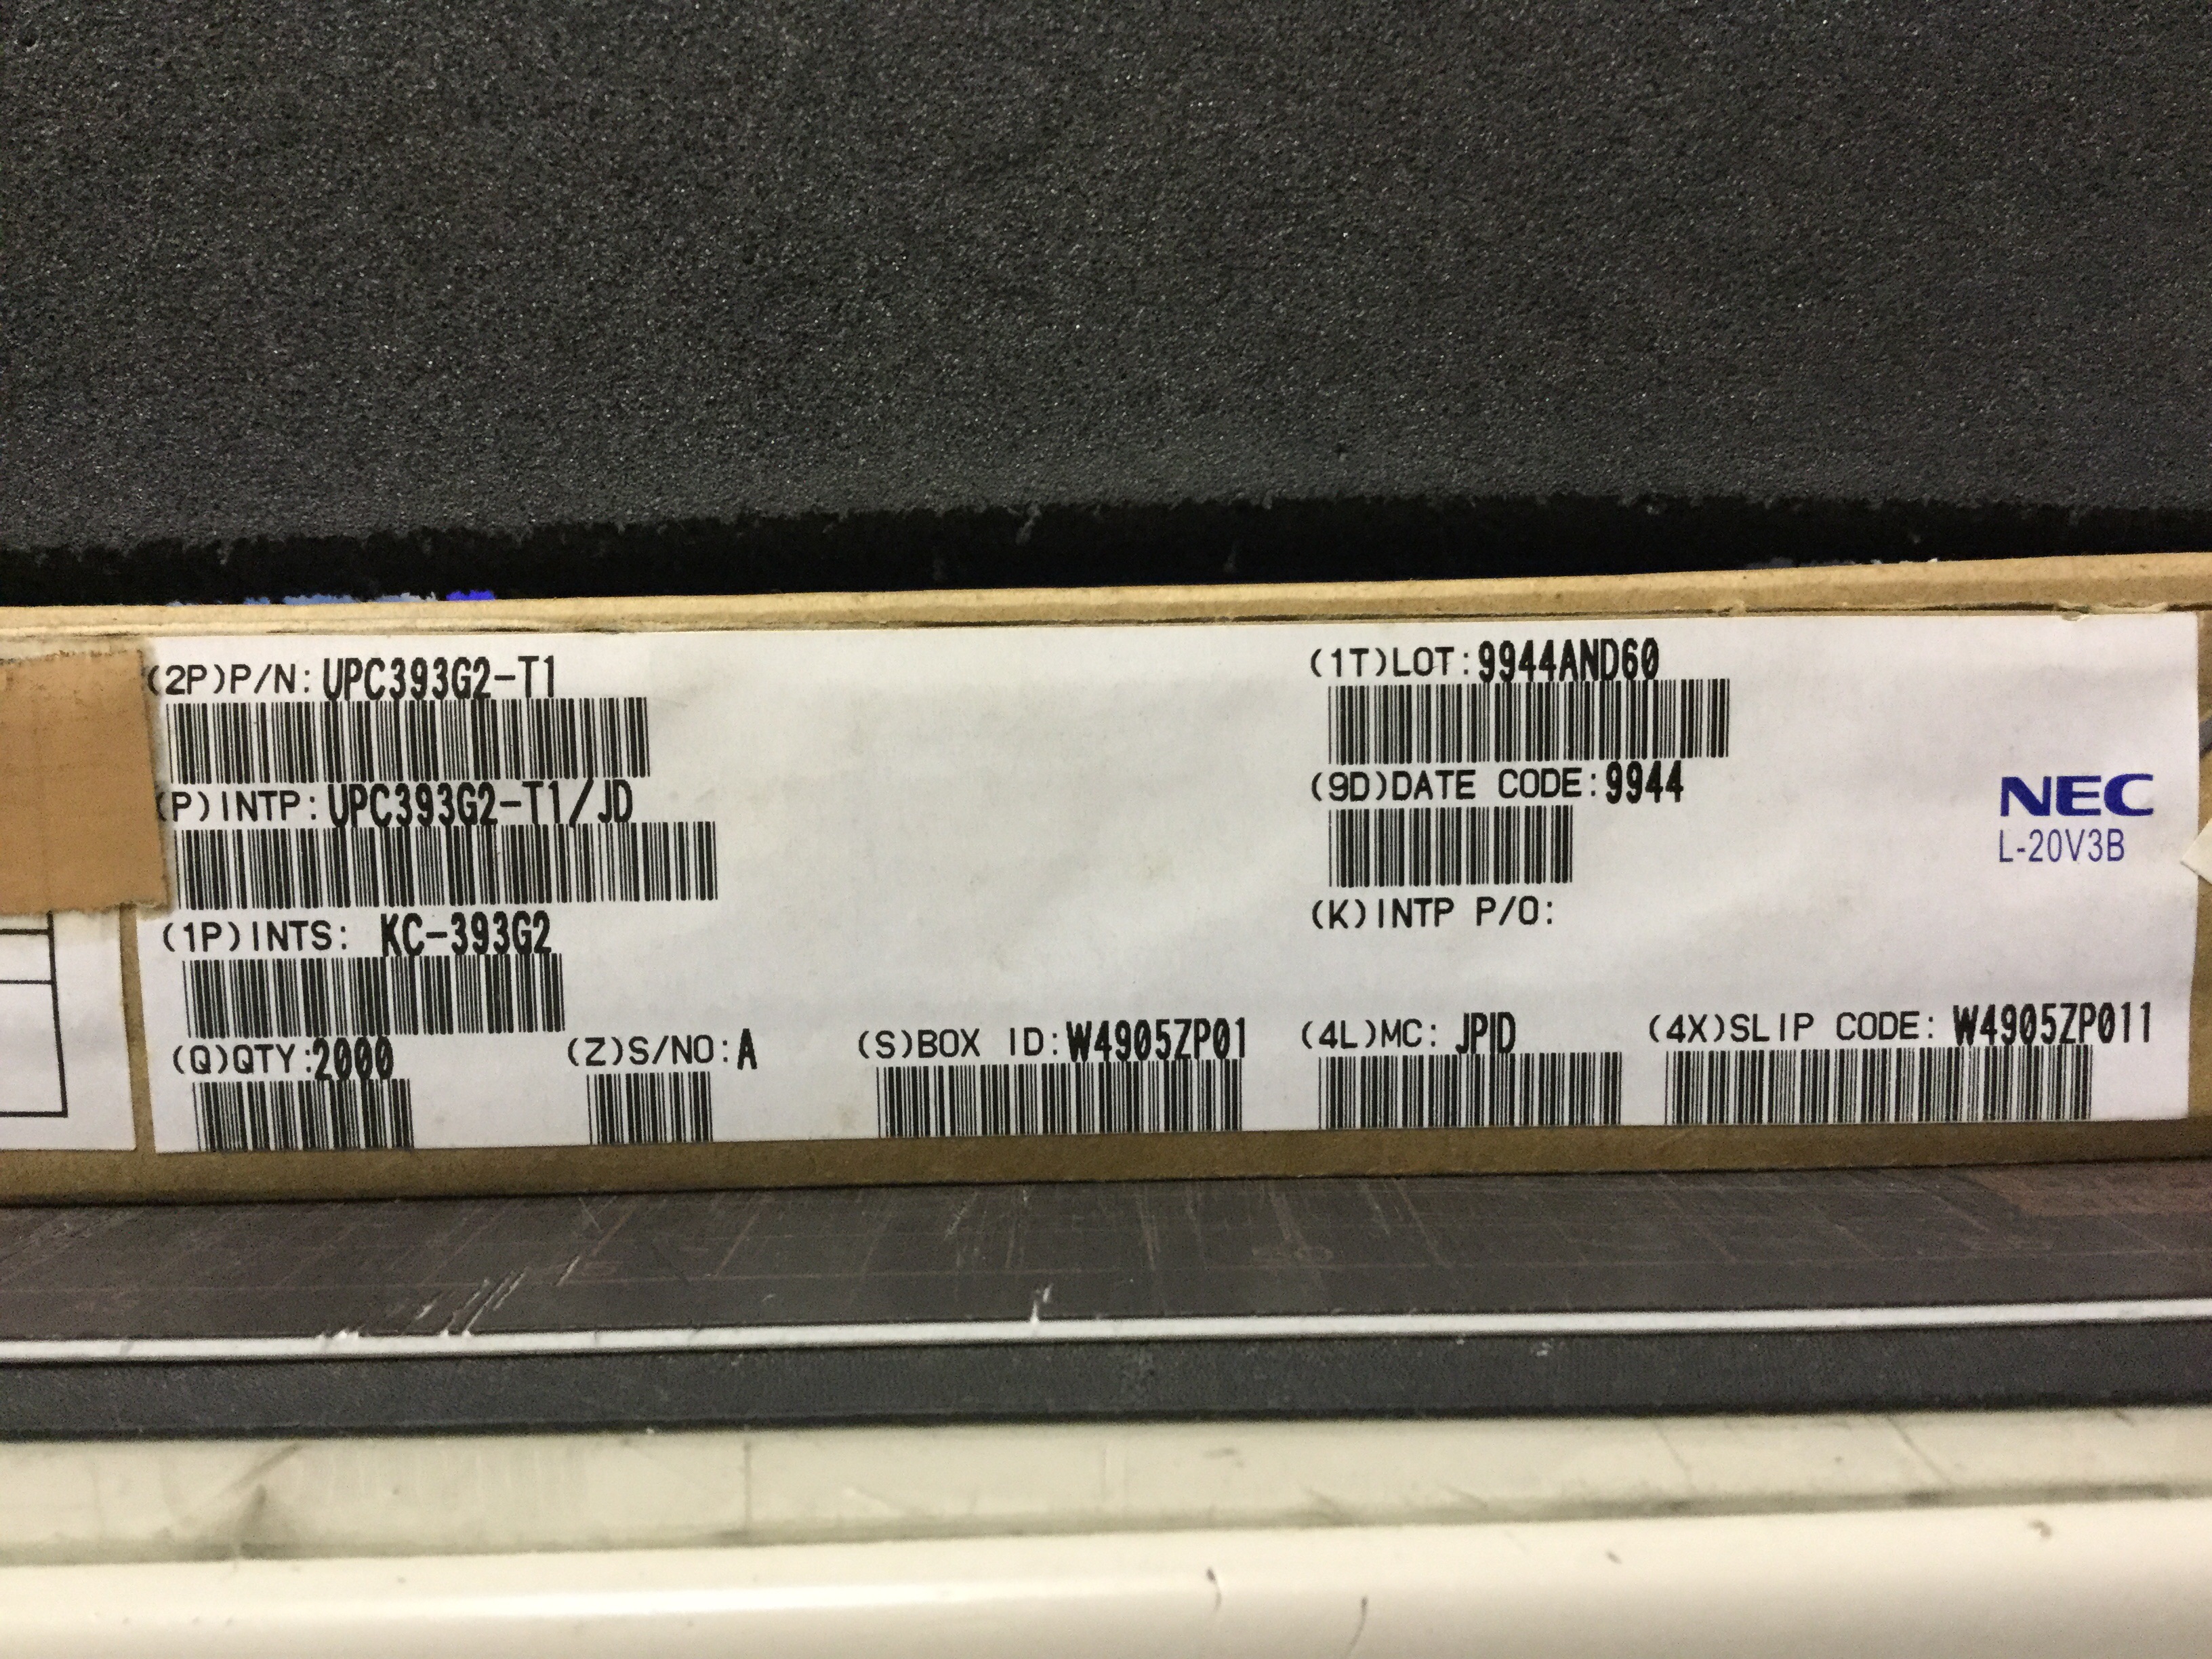 (2P)P/N: UPC393G2-T1
(P)INTP: UPC393G2-T1/JD
(1P)INTS: KC-393G2
(Q)QTY:2000
(Z)S/NO:A
(S)BOX ID:W4905ZP01
(1T)LOT:9944AND60
(9D)DATE CODE:9944
(K)INTP P/O:
(4L)MC: JPID
(4X)SLIP CODE: W4905ZP011
NEC
L-20V3B